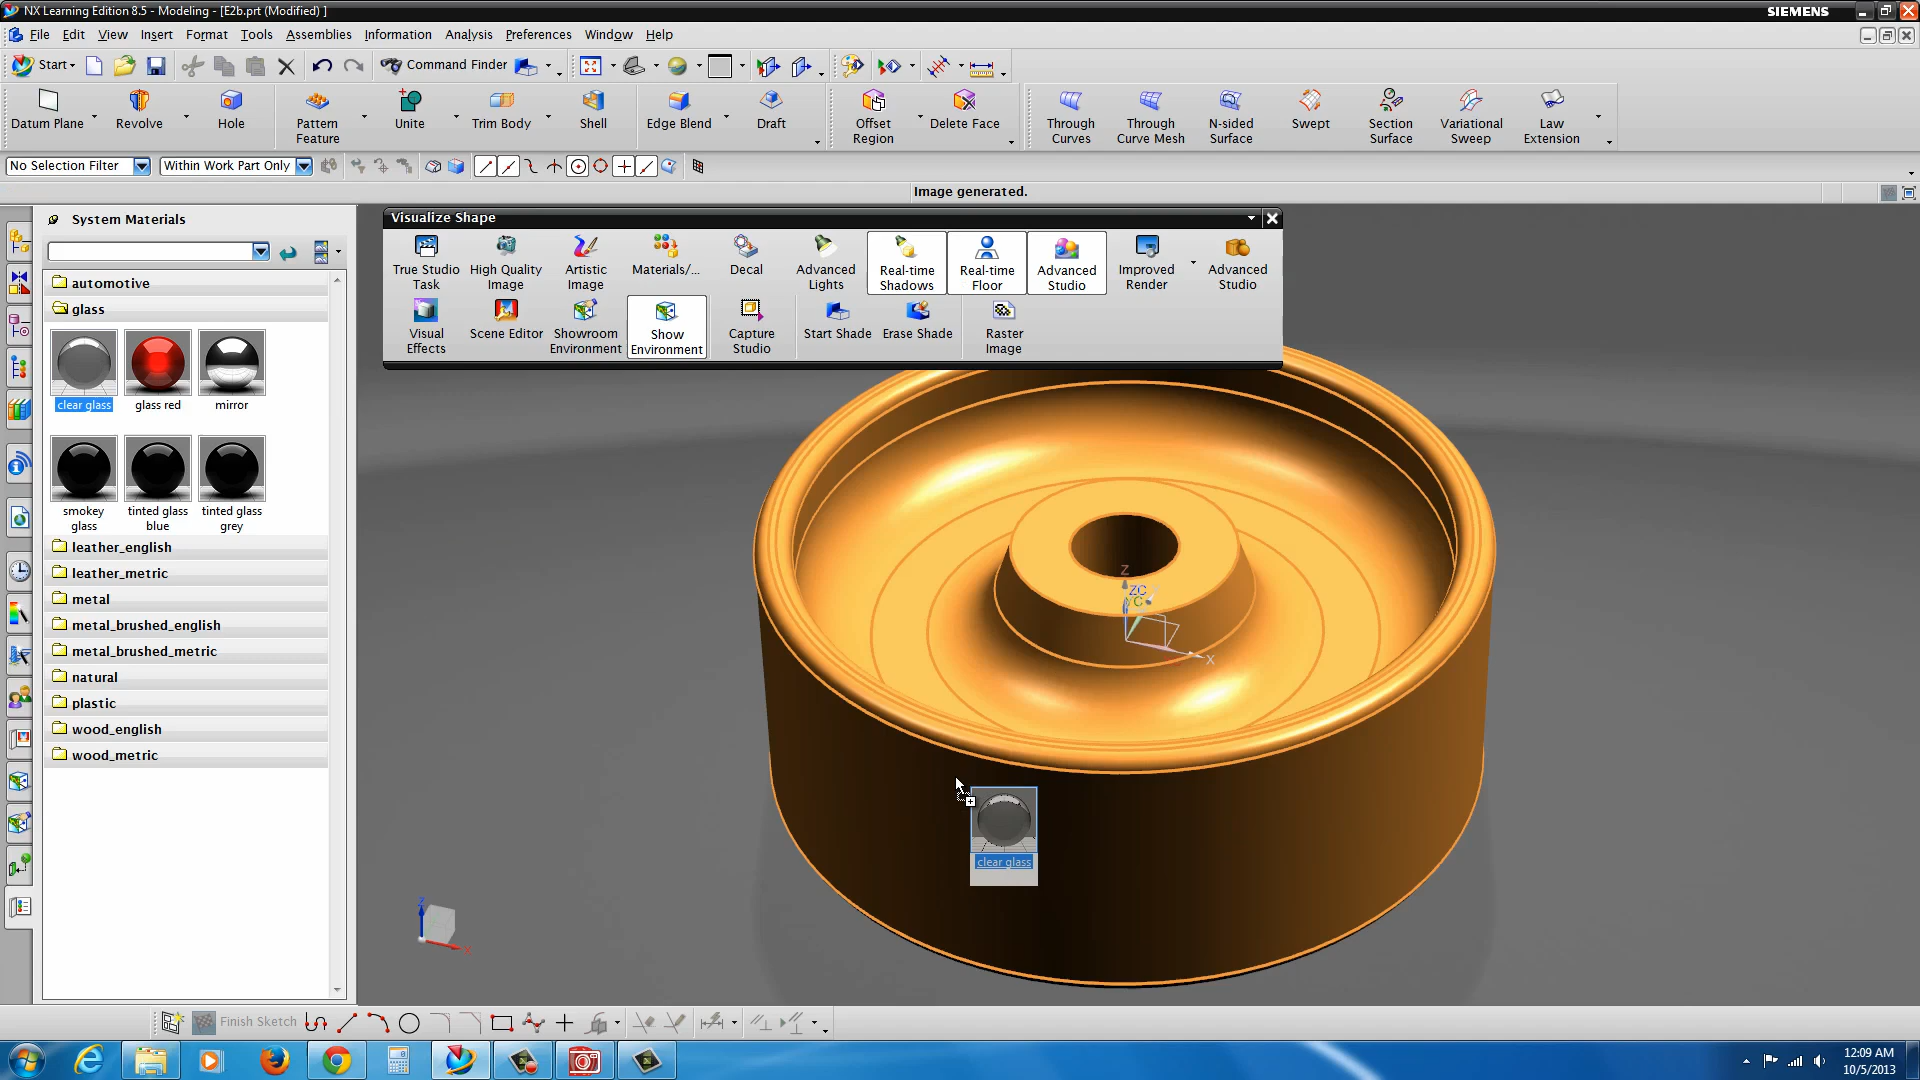 NX Learning Edition 8.5 - Modeling - [E2b.prt (Modified) ]
SIEMENS
File Edit View Insert Format Tools Assemblies Information Analysis Preferences Window Help
Start Command Finder
Datum Plane
Revolve
Hole
Pattern Feature
Unite
Trim Body
Shell
Edge Blend
Draft
Offset Region
Delete Face
Through Curves
Through Curve Mesh
N-sided Surface
Swept
Section Surface
Variational Sweep
Law Extension
No Selection Filter
Within Work Part Only
Image generated.
System Materials
automotive
glass
clear glass
glass red
mirror
smokey glass
tinted glass blue
tinted glass grey
leather_english
leather_metric
metal
metal_brushed_english
metal_brushed_metric
natural
plastic
wood_english
wood_metric
Visualize Shape
True Studio Task
High Quality Image
Artistic Image
Materials/...
Decal
Advanced Lights
Real-time Shadows
Real-time Floor
Advanced Studio
Improved Render
Advanced Studio
Visual Effects
Scene Editor
Showroom Environment
Show Environment
Capture Studio
Start Shade
Erase Shade
Raster Image
Z
ZC
YC
X
clear glass
Z
X
Finish Sketch
12:09 AM
10/5/2013